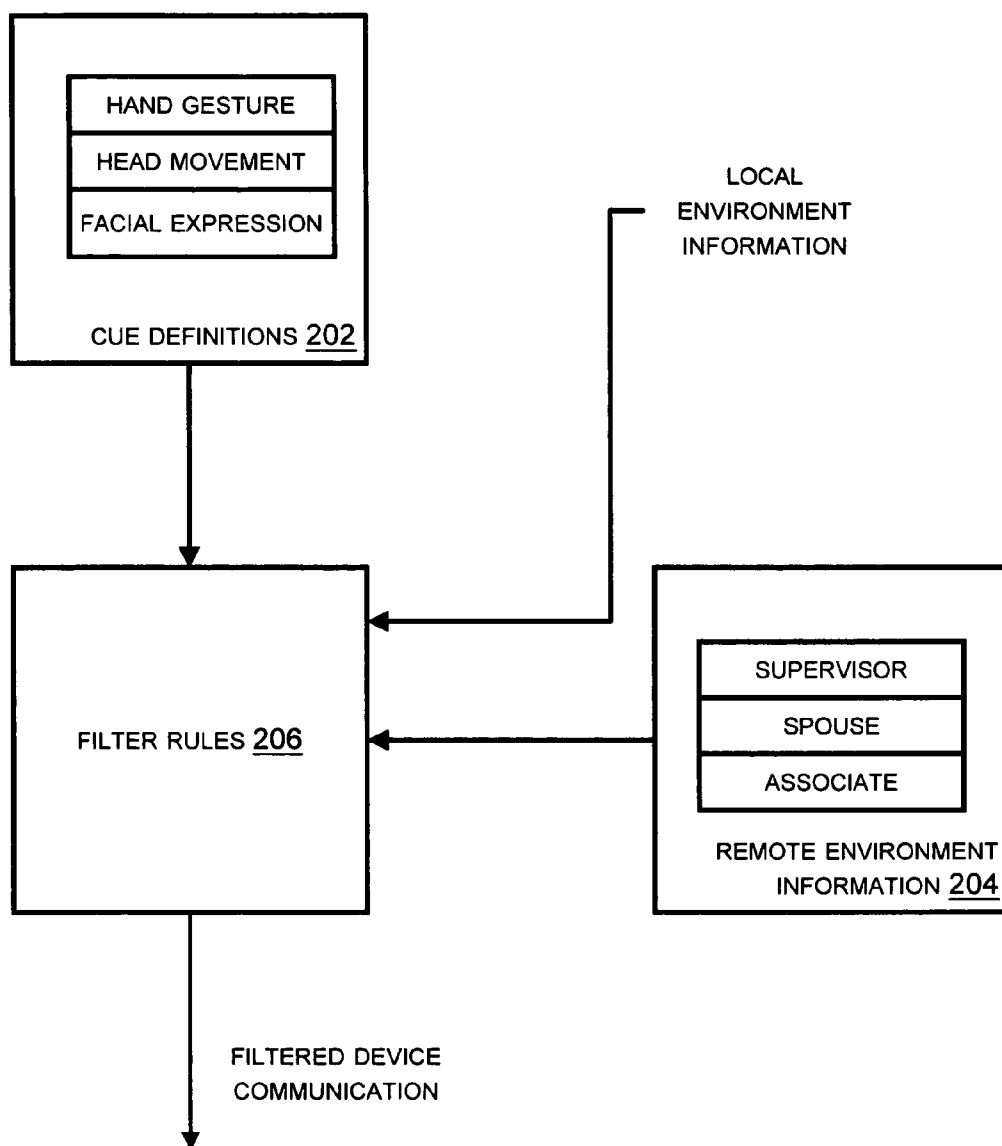 HAND GESTURE
HEAD MOVEMENT
FACIAL EXPRESSION
CUE DEFINITIONS 202
LOCAL
ENVIRONMENT
INFORMATION
FILTER RULES 206
SUPERVISOR
SPOUSE
ASSOCIATE
REMOTE ENVIRONMENT
INFORMATION 204
FILTERED DEVICE
COMMUNICATION